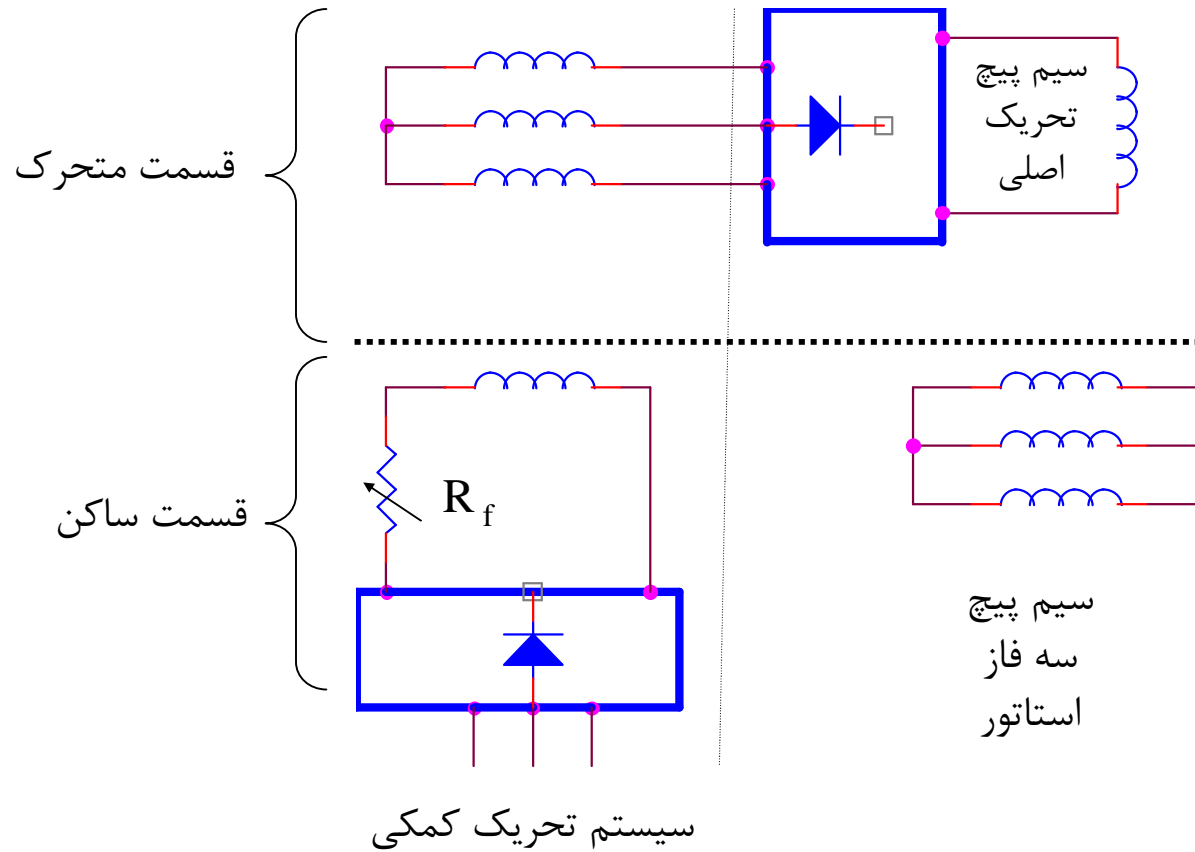 سیم پیچ
تحریک
اصلی
قسمت متحرک
قسمت ساکن
R f
سیم پیچ
سه فاز
استاتور
سیستم تحریک کمکی